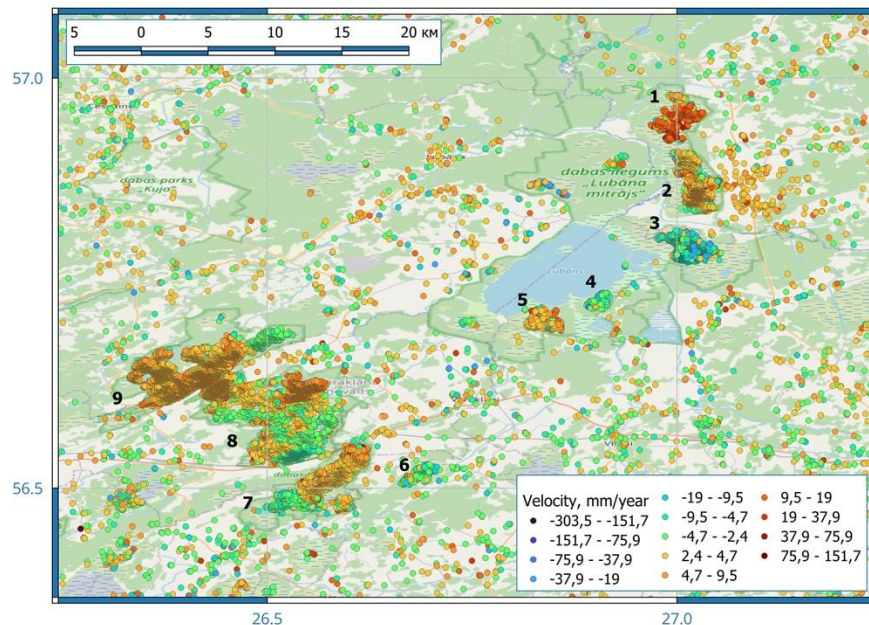 5 0 5 10 15 20 км
57.0
1
dabas parks
"Kuja"
dabas liegums
„Lubāna
mitrājs"
2
3
Lubāns
4
5
9
8
6
7
56.5
Velocity, mm/year
-303,5 - -151,7
-151,7 - -75,9
-75,9 - -37,9
-37,9 - -19
-19 - -9,5
-9,5 - -4,7
-4,7 - -2,4
2,4 - 4,7
4,7 - 9,5
9,5 - 19
19 - 37,9
37,9 - 75,9
75,9 - 151,7
26.5 27.0